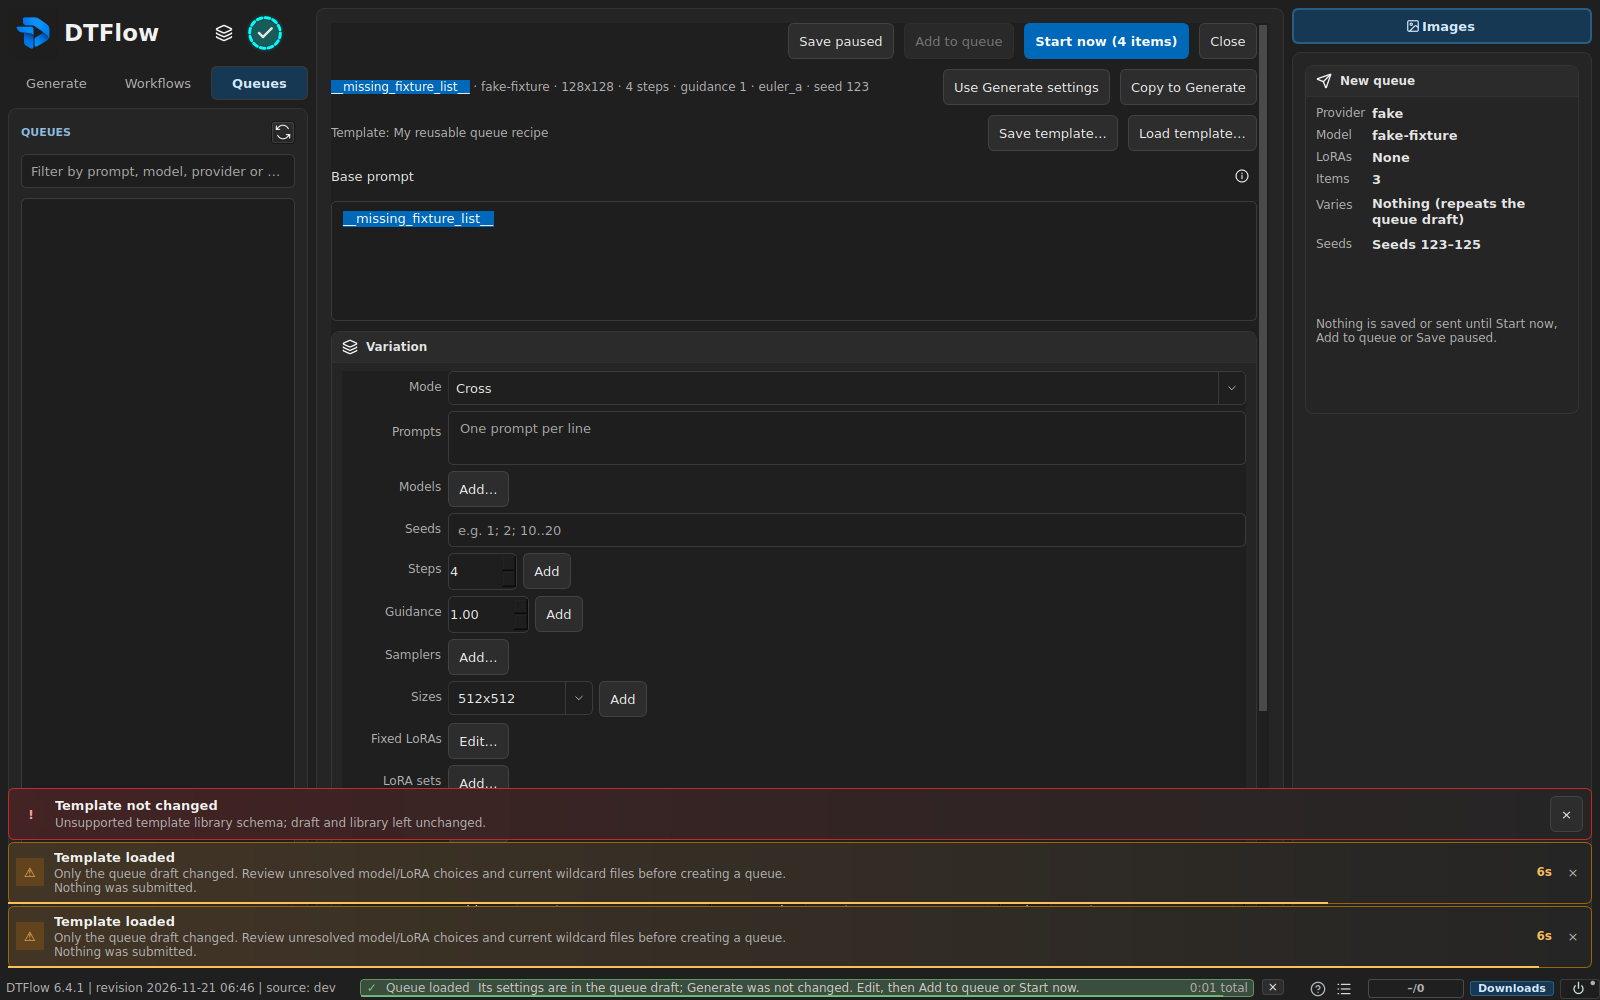 DTFlow
Generate
Workflows
Queues
QUEUES
Filter by prompt, model, provider or ...
Save paused
Add to queue
Start now (4 items)
Close
__missing_fixture_list__ · fake-fixture · 128x128 · 4 steps · guidance 1 · euler_a · seed 123
Use Generate settings
Copy to Generate
Template: My reusable queue recipe
Save template...
Load template...
Base prompt
__missing_fixture_list__
Variation
Mode
Cross
Prompts
One prompt per line
Models
Add...
Seeds
e.g. 1; 2; 10..20
Steps
4
Add
Guidance
1.00
Add
Samplers
Add...
Sizes
512x512
Add
Fixed LoRAs
Edit...
LoRA sets
Add...
Images
New queue
Provider fake
Model fake-fixture
LoRAs None
Items 3
Varies Nothing (repeats the
queue draft)
Seeds Seeds 123–125
Nothing is saved or sent until Start now,
Add to queue or Save paused.
! Template not changed
Unsupported template library schema; draft and library left unchanged.
×
Template loaded
Only the queue draft changed. Review unresolved model/LoRA choices and current wildcard files before creating a queue.
Nothing was submitted.
6s ×
Template loaded
Only the queue draft changed. Review unresolved model/LoRA choices and current wildcard files before creating a queue.
Nothing was submitted.
6s ×
DTFlow 6.4.1 | revision 2026-11-21 06:46 | source: dev
✓ Queue loaded Its settings are in the queue draft; Generate was not changed. Edit, then Add to queue or Start now. 0:01 total
×
–/0
Downloads